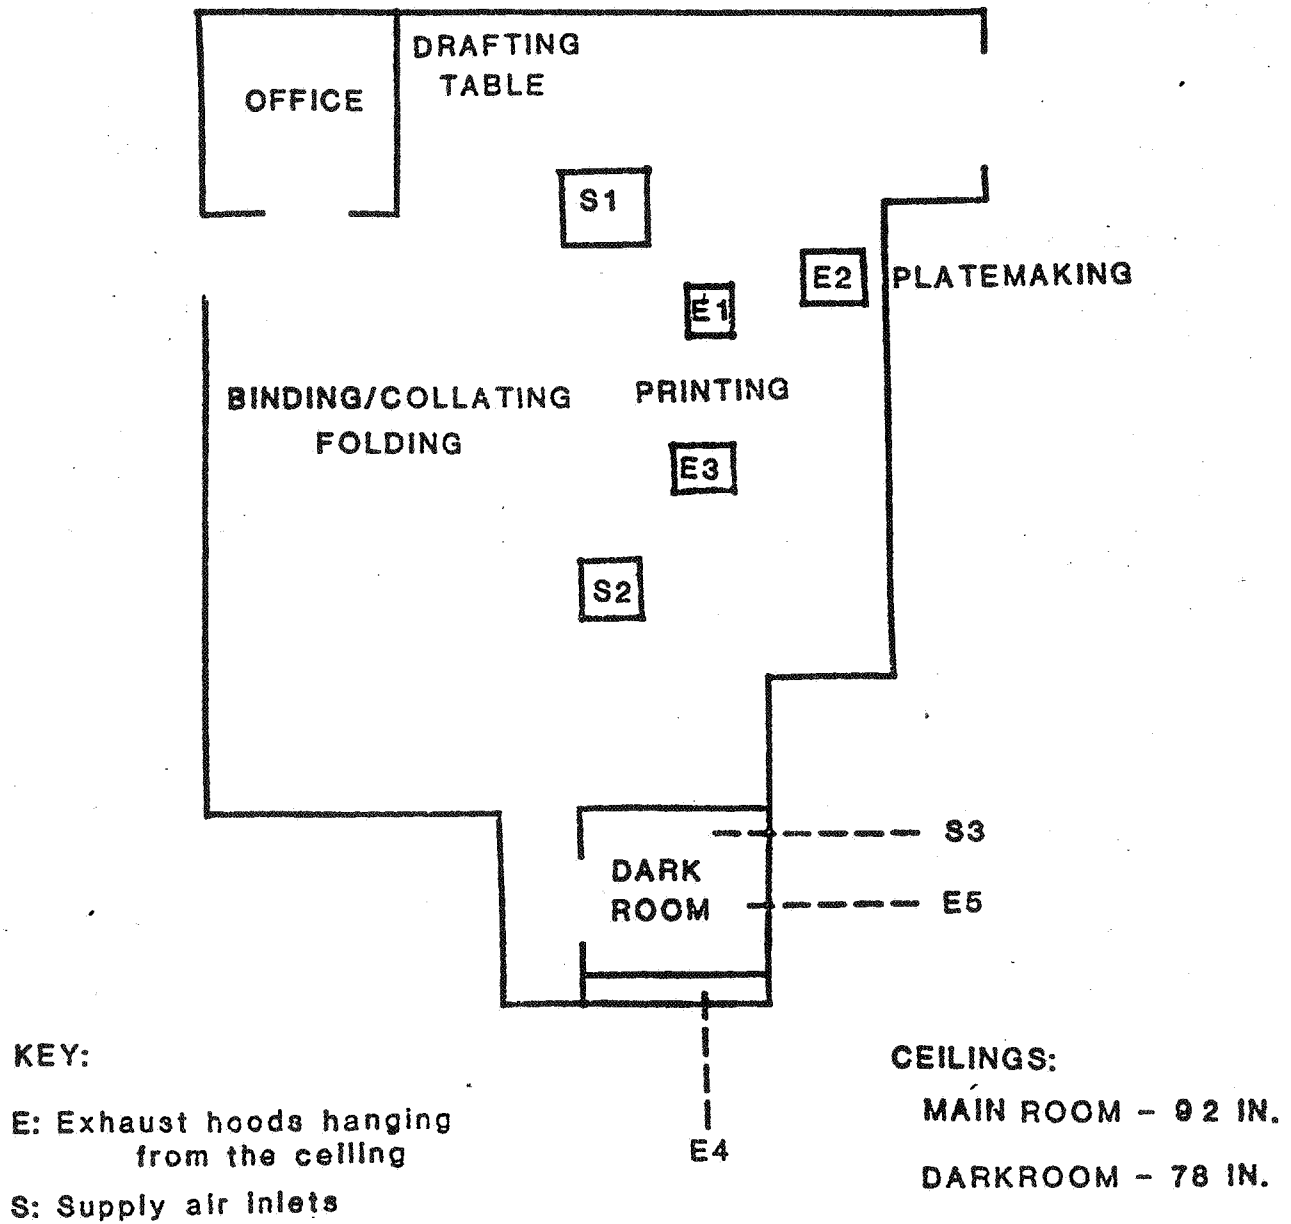 DRAFTING
TABLE
OFFICE
S1
E2
PLATEMAKING
E1
BINDING/COLLATING
FOLDING
PRINTING
E3
S2
S3
DARK
ROOM
E5
E4
KEY:
E: Exhaust hoods hanging
from the ceiling
S: Supply air inlets
CEILINGS:
MAIN ROOM - 92 IN.
DARKROOM - 78 IN.